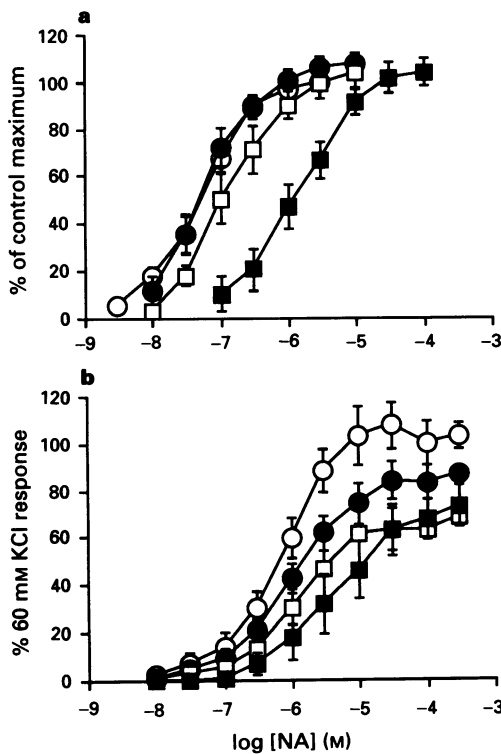 a
120
100
80
60
40
20
0
% of control maximum
–9 –8 –7 –6 –5 –4 –3
b
120
100
80
60
40
20
0
% 60 mM KCl response
–9 –8 –7 –6 –5 –4 –3
log [NA] (M)